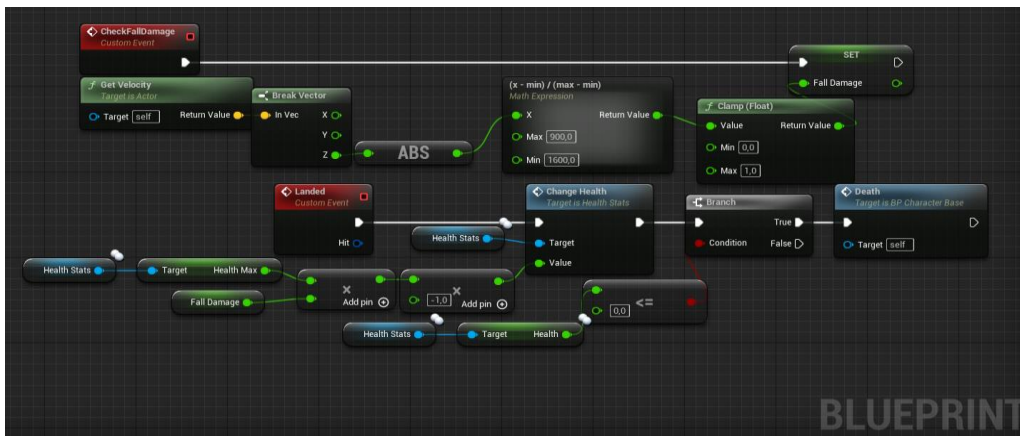 CheckFallDamage
Custom Event
SET
Fall Damage
f Get Velocity
Target is Actor
Target self
Return Value
Break Vector
In Vec
X
Y
Z
ABS
(x - min) / (max - min)
Math Expression
X
Return Value
Max 900,0
Min 1600,0
f Clamp (Float)
Value
Return Value
Min 0,0
Max 1,0
Landed
Custom Event
Hit
Health Stats
Change Health
Target is Health Stats
Target
Value
Branch
True
Condition
False
Death
Target is BP Character Base
Target self
Health Stats
Target
Health Max
Fall Damage
Add pin
-1,0
Add pin
Health Stats
Target
Health
0,0
<=
BLUEPRINT